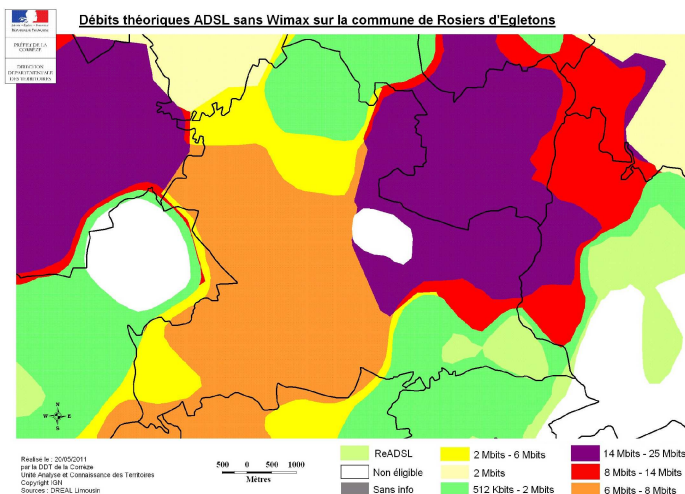 Débits théoriques ADSL sans Wimax sur la commune de Rosiers d'Egletons
RÉPUBLIQUE FRANÇAISE
PRÉFET DE LA
CORRÈZE
DIRECTION
DÉPARTEMENTALE
DES TERRITOIRES
N
W E
S
Réalisé le : 20/05/2011
par la DDT de la Corrèze
Unité Analyse et Connaissance des Territoires
Copyright IGN
Sources : DREAL Limousin
500 0 500 1000
Mètres
ReADSL
Non éligible
Sans info
2 Mbits - 6 Mbits
2 Mbits
512 Kbits - 2 Mbits
14 Mbits - 25 Mbits
8 Mbits - 14 Mbits
6 Mbits - 8 Mbits